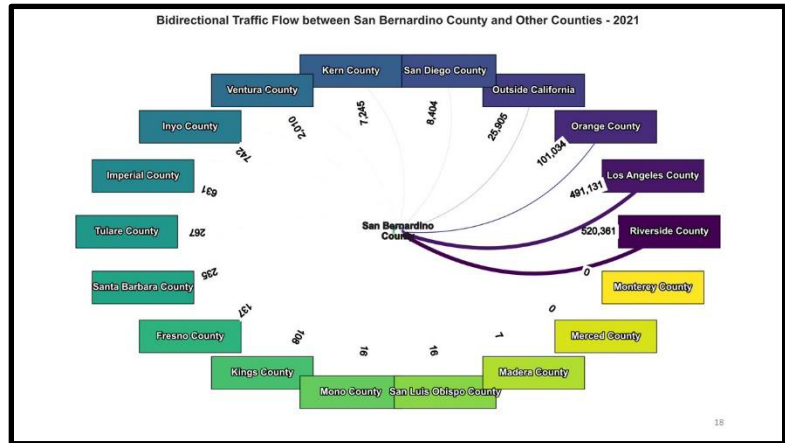 Bidirectional Traffic Flow between San Bernardino County and Other Counties - 2021
Kern County
San Diego County
Ventura County
Outside California
Inyo County
Orange County
Imperial County
Los Angeles County
Tulare County
Riverside County
Santa Barbara County
Monterey County
Fresno County
Merced County
Kings County
Madera County
Mono County
San Luis Obispo County
San Bernardino
County
7,245
8,404
2,010
25,905
742
101,034
631
491,131
267
520,361
235
0
137
0
108
7
16
16
18